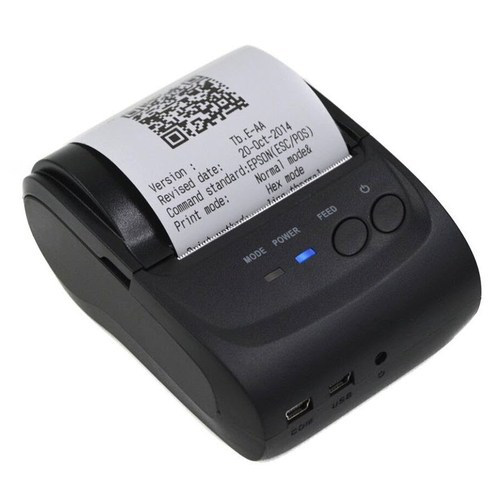 Version : Tb.E-AA
Revised date: 20-Oct-2014
Command standard:EPSON(ESC/POS)
Print mode: Normal mode&
Hex mode
MODE POWER FEED
COM USB